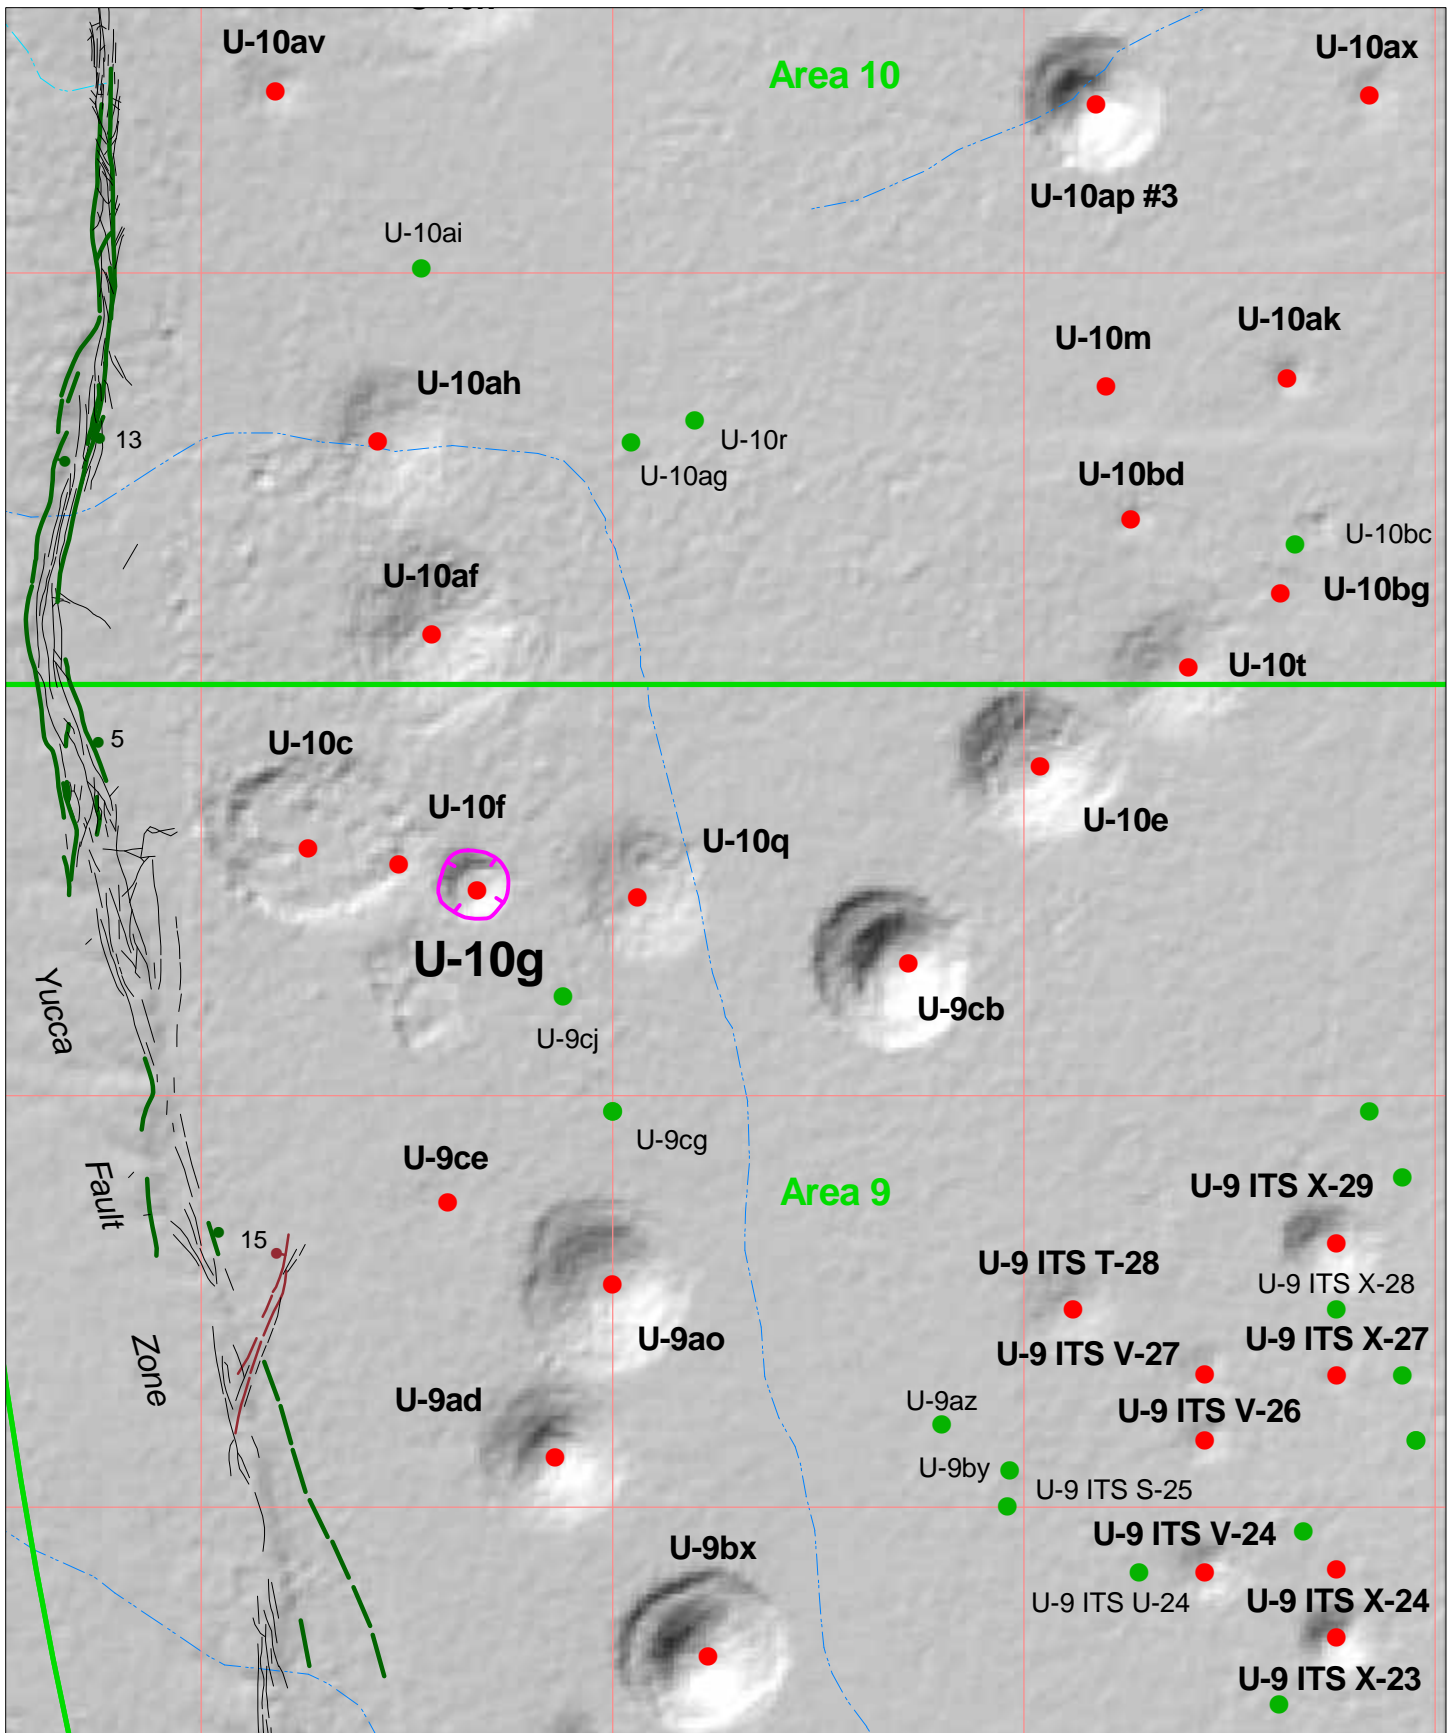 U-10av
Area 10
U-10ax
U-10ap #3
U-10ai
U-10m
U-10ak
U-10ah
13
U-10r
U-10ag
U-10bd
U-10bc
U-10af
U-10bg
U-10t
5
U-10c
U-10f
U-10e
U-10q
U-10g
Yucca
U-9cb
U-9cj
U-9cg
U-9ce
Fault
Area 9
U-9 ITS X-29
15
U-9 ITS T-28
U-9 ITS X-28
U-9ao
U-9 ITS X-27
U-9 ITS V-27
Zone
U-9ad
U-9az
U-9 ITS V-26
U-9by
U-9 ITS S-25
U-9 ITS V-24
U-9bx
U-9 ITS U-24
U-9 ITS X-24
U-9 ITS X-23